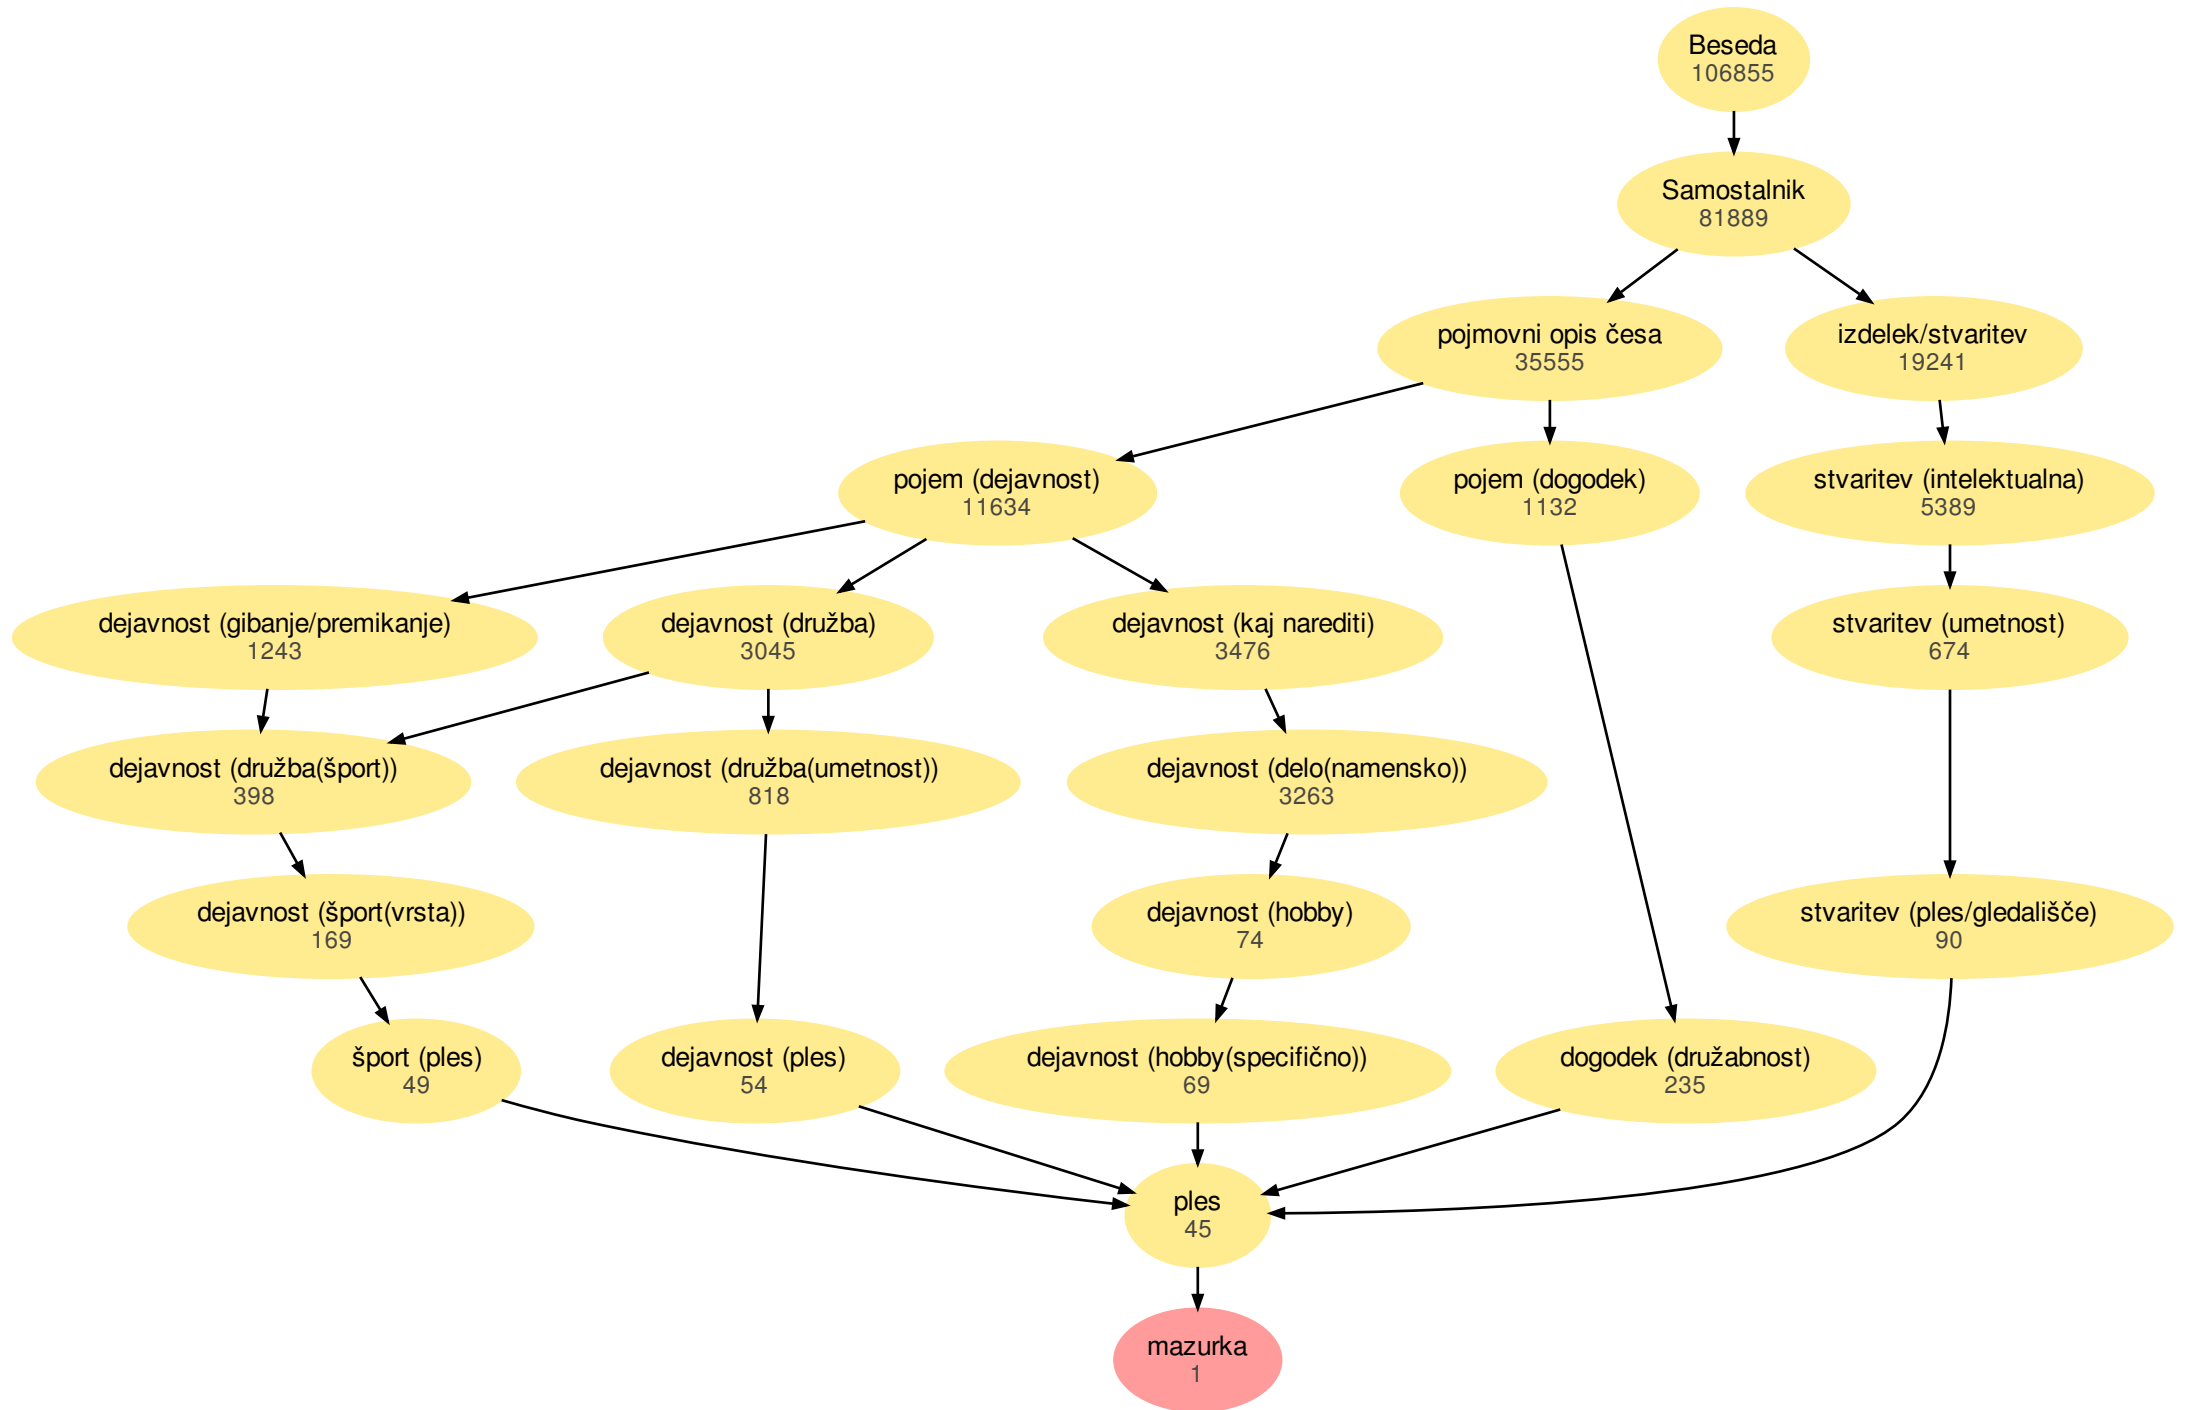 Beseda
106855
Samostalnik
81889
pojmovni opis česa
35555
izdelek/stvaritev
19241
pojem (dejavnost)
11634
pojem (dogodek)
1132
stvaritev (intelektualna)
5389
dejavnost (gibanje/premikanje)
1243
dejavnost (družba)
3045
dejavnost (kaj narediti)
3476
stvaritev (umetnost)
674
dejavnost (družba(šport))
398
dejavnost (družba(umetnost))
818
dejavnost (delo(namensko))
3263
dejavnost (šport(vrsta))
169
dejavnost (hobby)
74
stvaritev (ples/gledališče)
90
šport (ples)
49
dejavnost (ples)
54
dejavnost (hobby(specifično))
69
dogodek (družabnost)
235
ples
45
mazurka
1